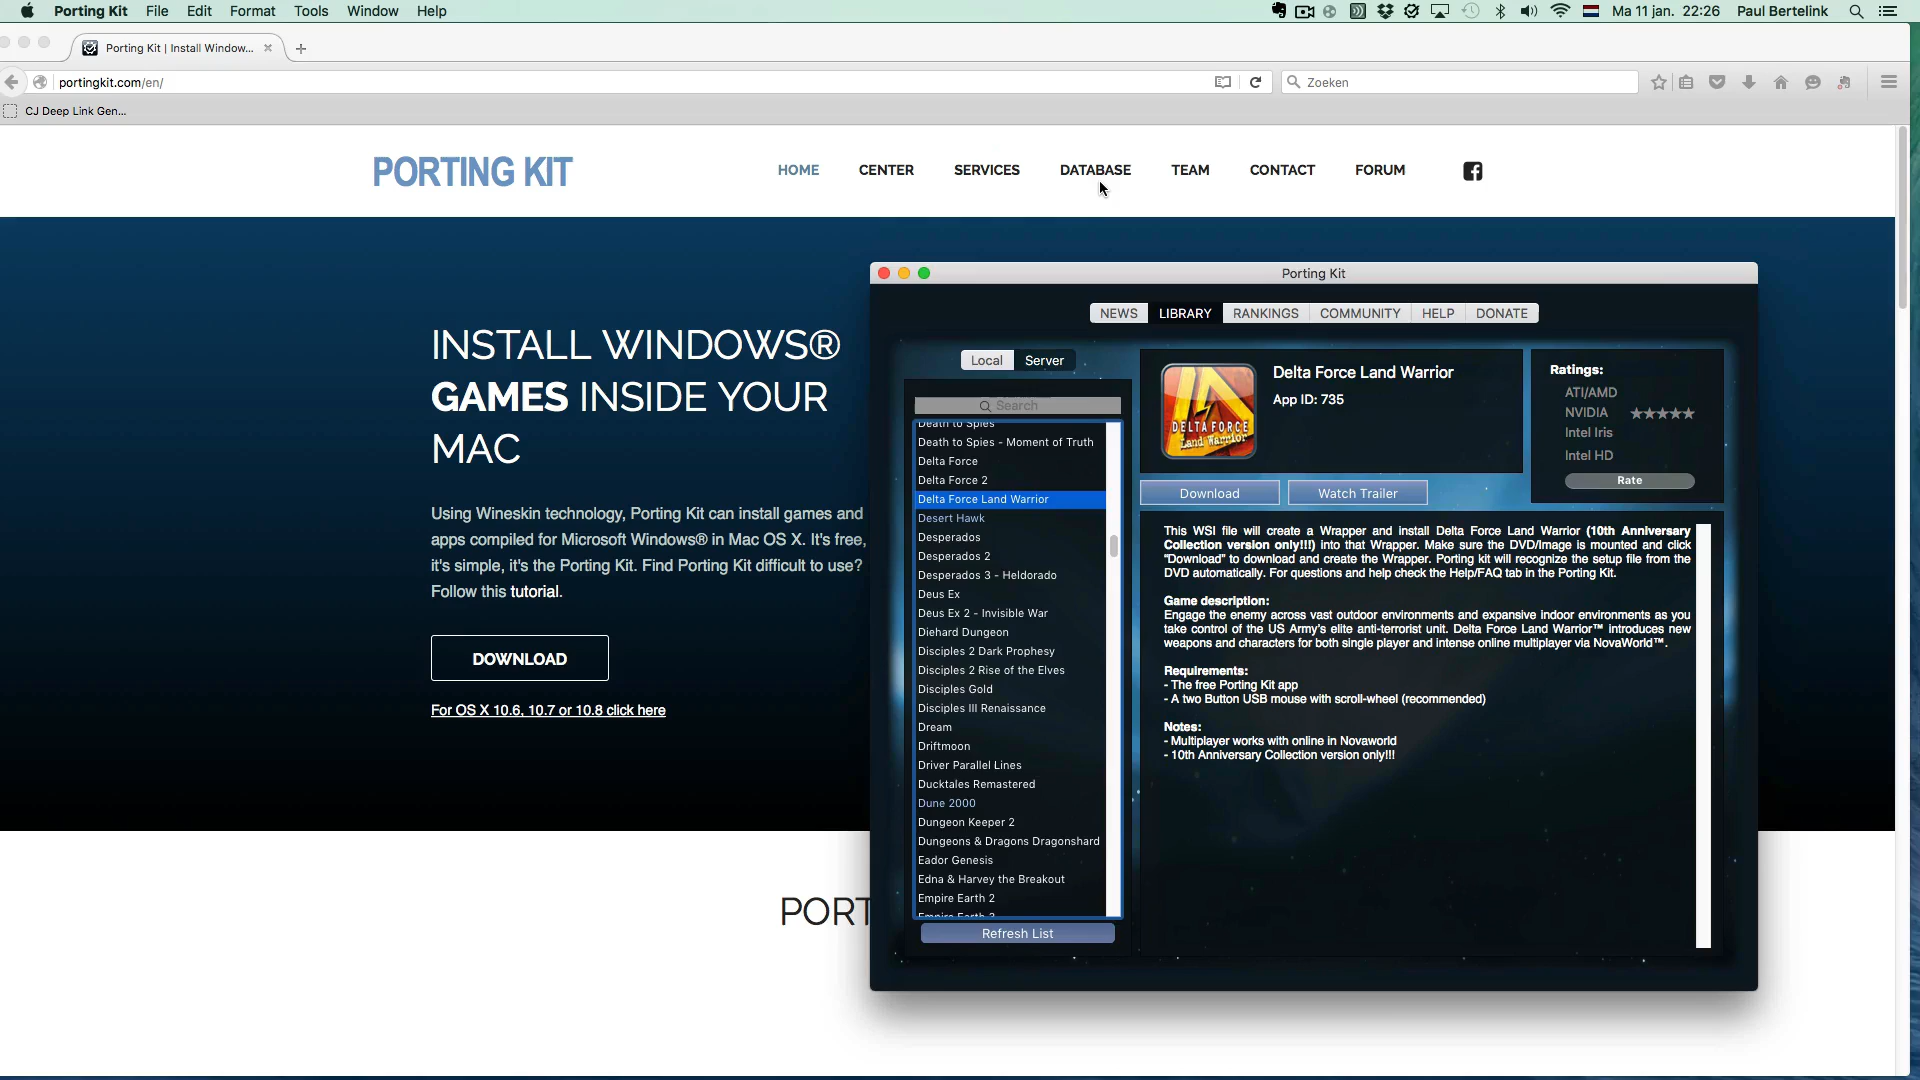 Porting Kit File Edit Format Tools Window Help
Ma 11 jan. 22:26 Paul Bertelink
Porting Kit | Install Window...
portingkit.com/en/
Zoeken
CJ Deep Link Gen...
PORTING KIT
HOME CENTER SERVICES DATABASE TEAM CONTACT FORUM
INSTALL WINDOWS®
GAMES INSIDE YOUR
MAC
Using Wineskin technology, Porting Kit can install games and
apps compiled for Microsoft Windows® in Mac OS X. It's free,
it's simple, it's the Porting Kit. Find Porting Kit difficult to use?
Follow this tutorial.
DOWNLOAD
For OS X 10.6, 10.7 or 10.8 click here
PORT
Porting Kit
NEWS LIBRARY RANKINGS COMMUNITY HELP DONATE
Local Server
Search
Death to Spies
Death to Spies - Moment of Truth
Delta Force
Delta Force 2
Delta Force Land Warrior
Desert Hawk
Desperados
Desperados 2
Desperados 3 - Heldorado
Deus Ex
Deus Ex 2 - Invisible War
Diehard Dungeon
Disciples 2 Dark Prophesy
Disciples 2 Rise of the Elves
Disciples Gold
Disciples III Renaissance
Dream
Driftmoon
Driver Parallel Lines
Ducktales Remastered
Dune 2000
Dungeon Keeper 2
Dungeons & Dragons Dragonshard
Eador Genesis
Edna & Harvey the Breakout
Empire Earth 2
Empire Earth 3
Refresh List
DELTA FORCE
Land Warrior
Delta Force Land Warrior
App ID: 735
Ratings:
ATI/AMD
NVIDIA ★★★★★
Intel Iris
Intel HD
Rate
Download Watch Trailer
This WSI file will create a Wrapper and install Delta Force Land Warrior (10th Anniversary
Collection version only!!!) into that Wrapper. Make sure the DVD/Image is mounted and click
"Download" to download and create the Wrapper. Porting kit will recognize the setup file from the
DVD automatically. For questions and help check the Help/FAQ tab in the Porting Kit.
Game description:
Engage the enemy across vast outdoor environments and expansive indoor environments as you
take control of the US Army's elite anti-terrorist unit. Delta Force Land Warrior™ introduces new
weapons and characters for both single player and intense online multiplayer via NovaWorld™.
Requirements:
- The free Porting Kit app
- A two Button USB mouse with scroll-wheel (recommended)
Notes:
- Multiplayer works with online in Novaworld
- 10th Anniversary Collection version only!!!